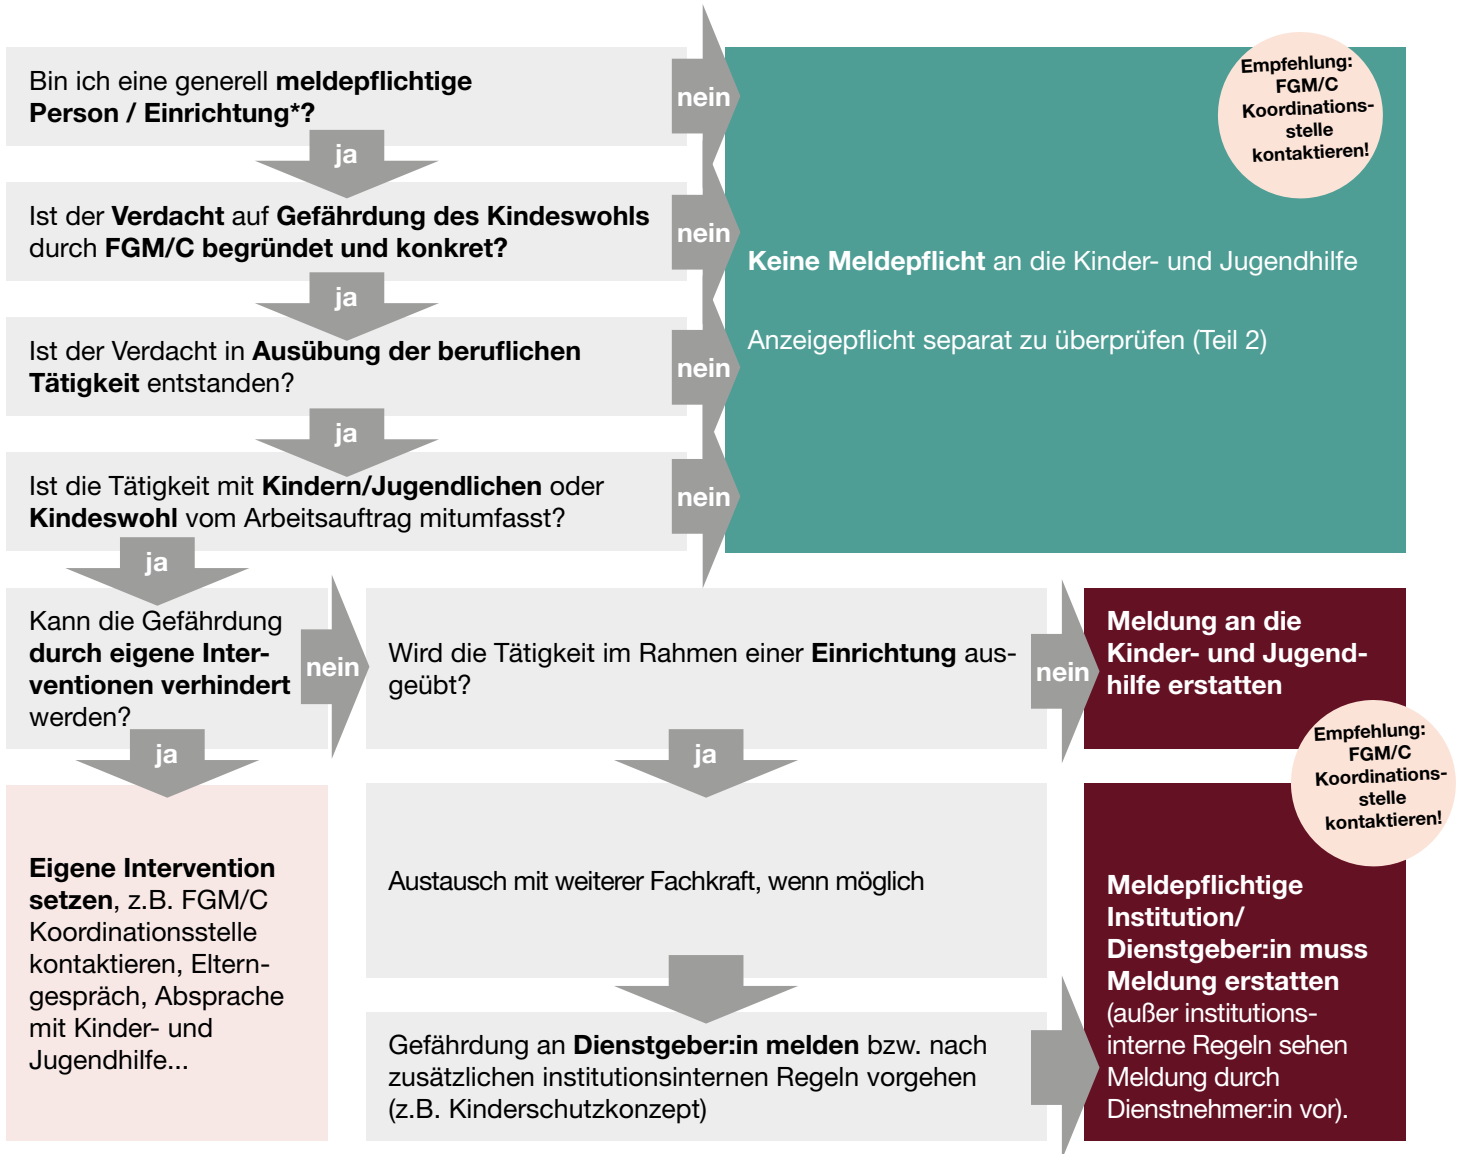 Bin ich eine generell meldepflichtige
Person / Einrichtung*?
nein
ja
Empfehlung:
FGM/C
Koordinations-
stelle
kontaktieren!
Ist der Verdacht auf Gefährdung des Kindeswohls
durch FGM/C begründet und konkret?
nein
ja
Keine Meldepflicht an die Kinder- und Jugendhilfe
Anzeigepflicht separat zu überprüfen (Teil 2)
Ist der Verdacht in Ausübung der beruflichen
Tätigkeit entstanden?
nein
ja
Ist die Tätigkeit mit Kindern/Jugendlichen oder
Kindeswohl vom Arbeitsauftrag mitumfasst?
nein
ja
Kann die Gefährdung
durch eigene Inter-
ventionen verhindert
werden?
nein
ja
Wird die Tätigkeit im Rahmen einer Einrichtung aus-
geübt?
nein
ja
Meldung an die
Kinder- und Jugend-
hilfe erstatten
Empfehlung:
FGM/C
Koordinations-
stelle
kontaktieren!
Eigene Intervention
setzen, z.B. FGM/C
Koordinationsstelle
kontaktieren, Eltern-
gespräch, Absprache
mit Kinder- und
Jugendhilfe...
Austausch mit weiterer Fachkraft, wenn möglich
Gefährdung an Dienstgeber:in melden bzw. nach
zusätzlichen institutionsinternen Regeln vorgehen
(z.B. Kinderschutzkonzept)
Meldepflichtige
Institution/
Dienstgeber:in muss
Meldung erstatten
(außer institutions-
interne Regeln sehen
Meldung durch
Dienstnehmer:in vor).